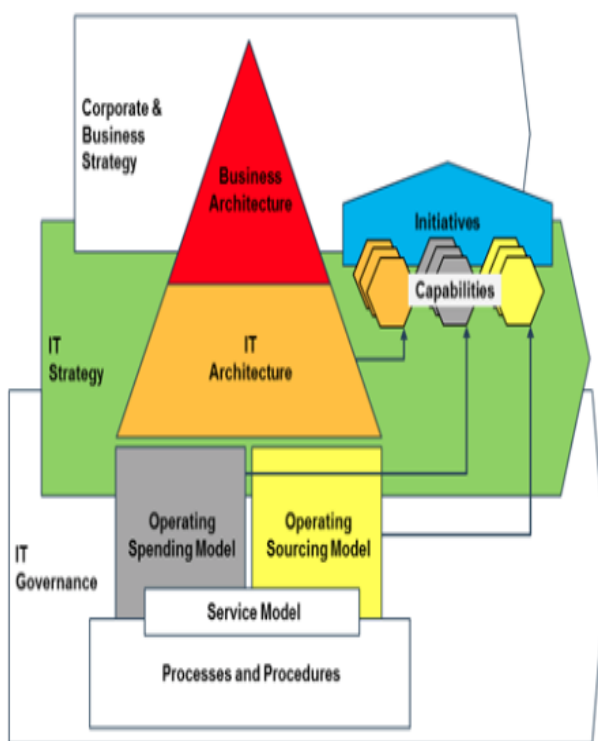 Corporate &
Business
Strategy
Business
Architecture
Initiatives
Capabilities
IT
Strategy
IT
Architecture
Operating
Spending Model
Operating
Sourcing Model
IT
Governance
Service Model
Processes and Procedures